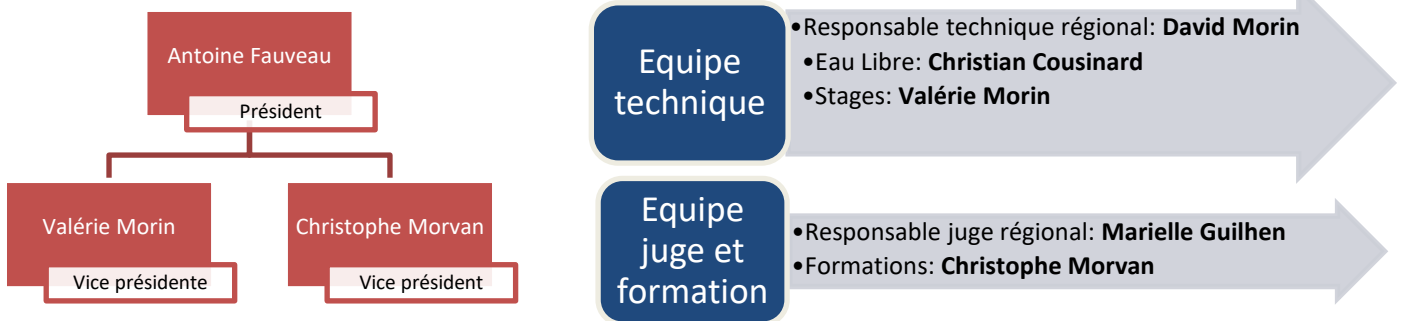 Antoine Fauveau
Président
Valérie Morin
Vice présidente
Christophe Morvan
Vice président
Equipe
technique
•Responsable technique régional: David Morin
•Eau Libre: Christian Cousinard
•Stages: Valérie Morin
Equipe
juge et
formation
•Responsable juge régional: Marielle Guilhen
•Formations: Christophe Morvan